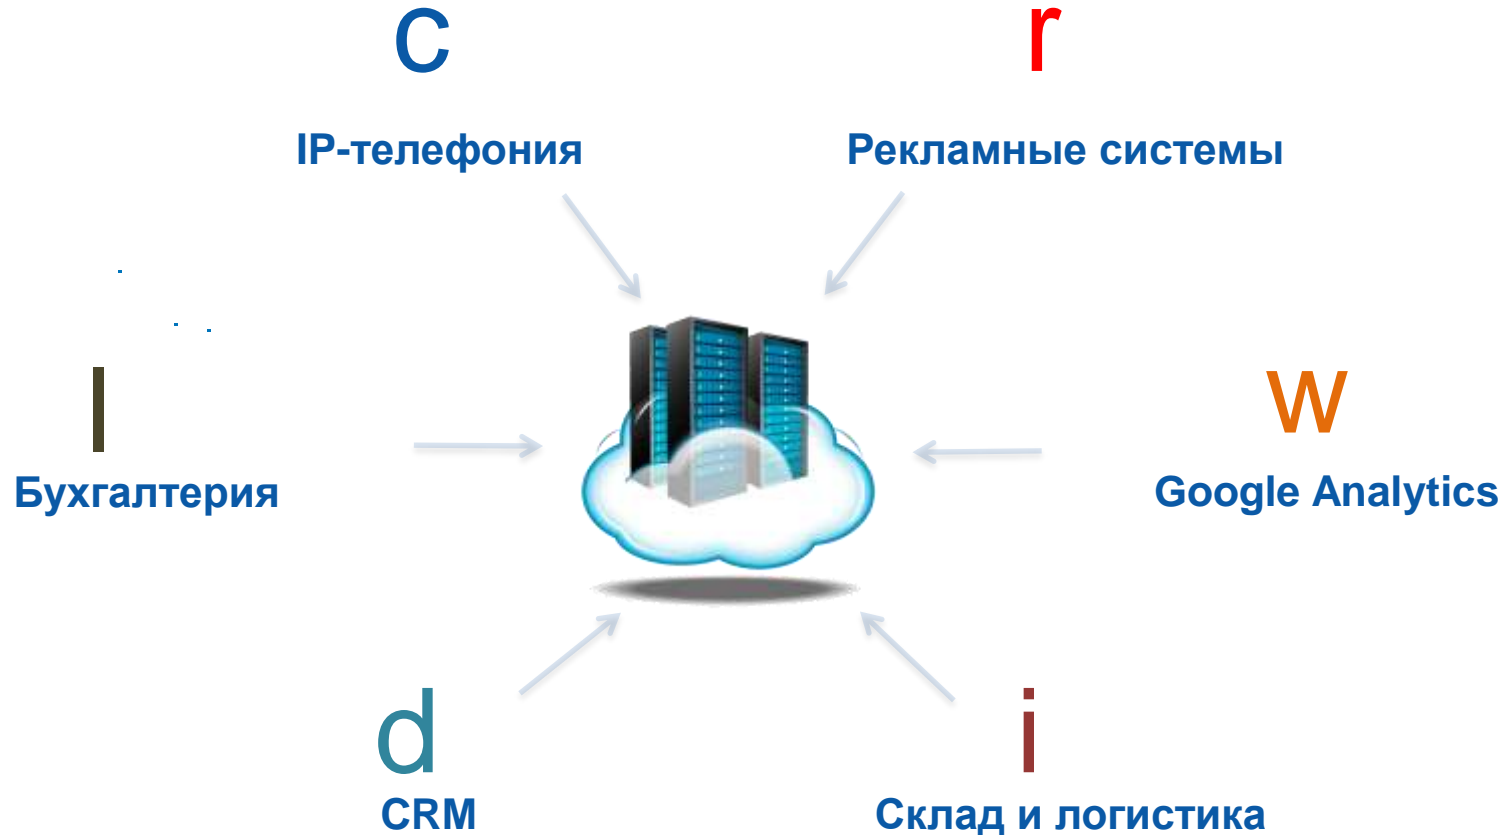 c
r
IP-телефония
Рекламные системы
l
w
Бухгалтерия
Google Analytics
d
i
CRM
Склад и логистика